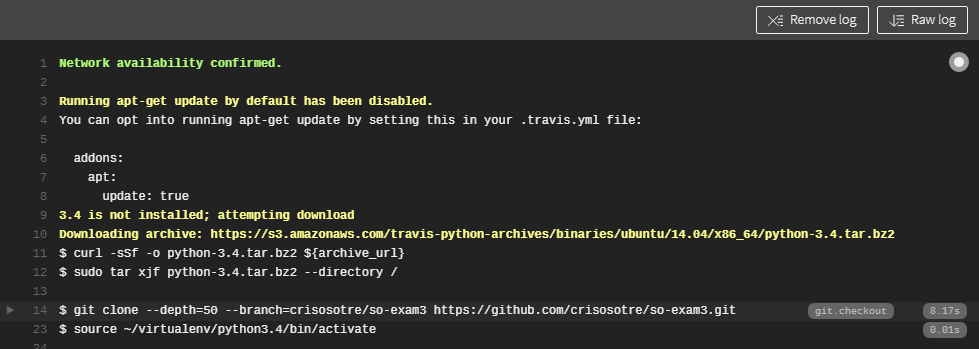 Remove log
Raw log
1 Network availability confirmed.
2
3 Running apt-get update by default has been disabled.
4 You can opt into running apt-get update by setting this in your .travis.yml file:
5
6 addons:
7 apt:
8 update: true
9 3.4 is not installed; attempting download
10 Downloading archive: https://s3.amazonaws.com/travis-python-archives/binaries/ubuntu/14.04/x86_64/python-3.4.tar.bz2
11 $ curl -sSf -o python-3.4.tar.bz2 ${archive_url}
12 $ sudo tar xjf python-3.4.tar.bz2 --directory /
13
14 $ git clone --depth=50 --branch=crisosotre/so-exam3 https://github.com/crisosotre/so-exam3.git git.checkout 8.17s
23 $ source ~/virtualenv/python3.4/bin/activate 0.01s
24